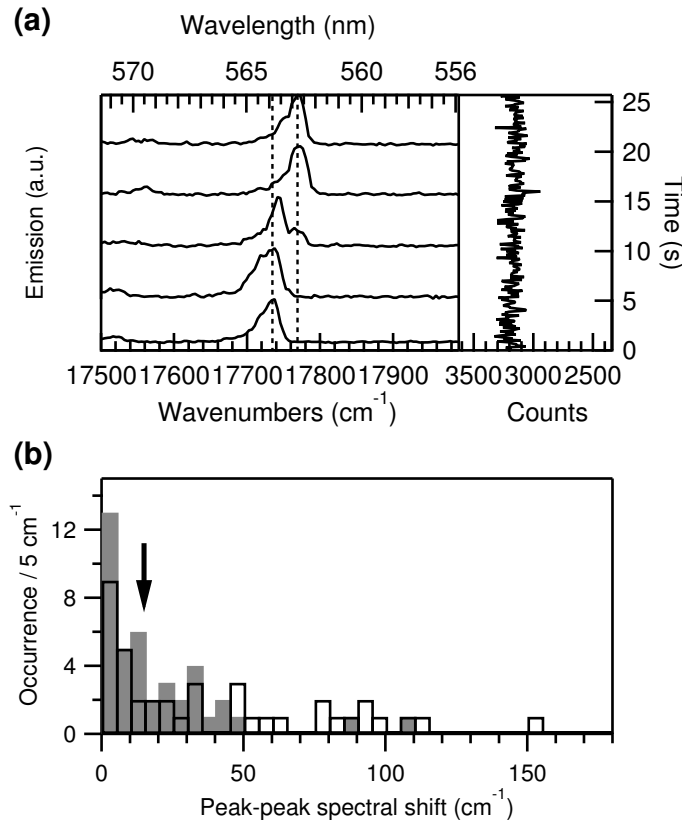 (a)
Wavelength (nm)
570 565 560 556
Emission (a.u.)
25
20
15
10
5
0
Time (s)
17500 17600 17700 17800 17900 3500 3000 2500
Wavenumbers (cm⁻¹) Counts
(b)
Occurrence / 5 cm⁻¹
12
8
4
0
0 50 100 150
Peak-peak spectral shift (cm⁻¹)